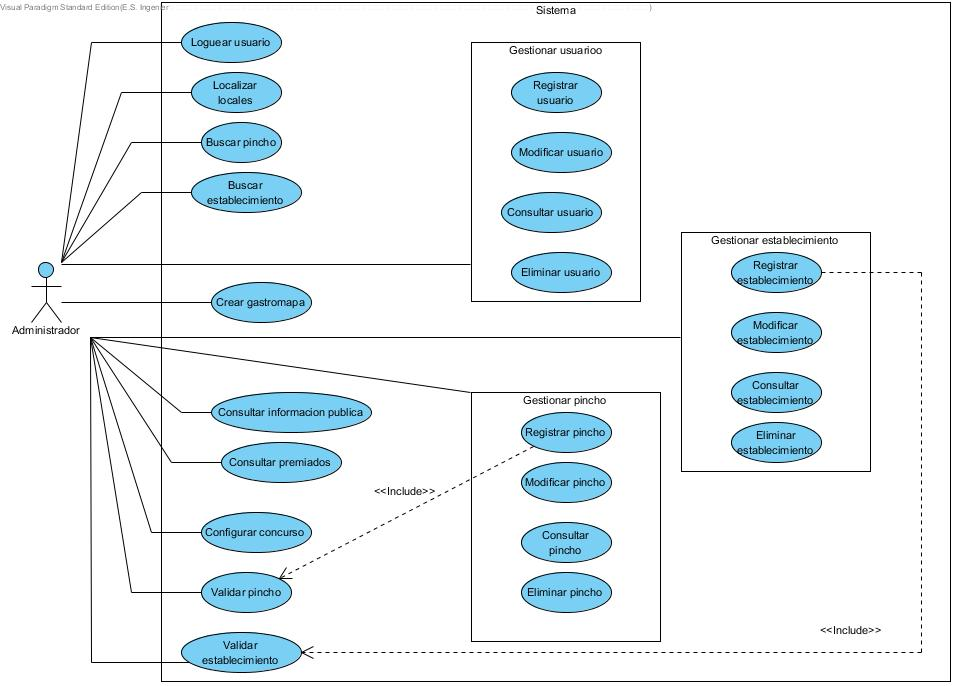 Visual Paradigm Standard Edition(E.S. Ingenier
)
Sistema
Loguear usuario
Localizar
locales
Buscar pincho
Buscar
establecimiento
Gestionar usuarioo
Registrar
usuario
Modificar usuario
Consultar usuario
Eliminar usuario
Administrador
Crear gastromapa
Gestionar establecimiento
Registrar
establecimiento
Modificar
establecimiento
Consultar
establecimiento
Eliminar
establecimiento
Consultar informacion publica
Consultar premiados
Configurar concurso
Validar pincho
Validar
establecimiento
Gestionar pincho
Registrar pincho
Modificar pincho
Consultar
pincho
Eliminar pincho
<<Include>>
<<Include>>